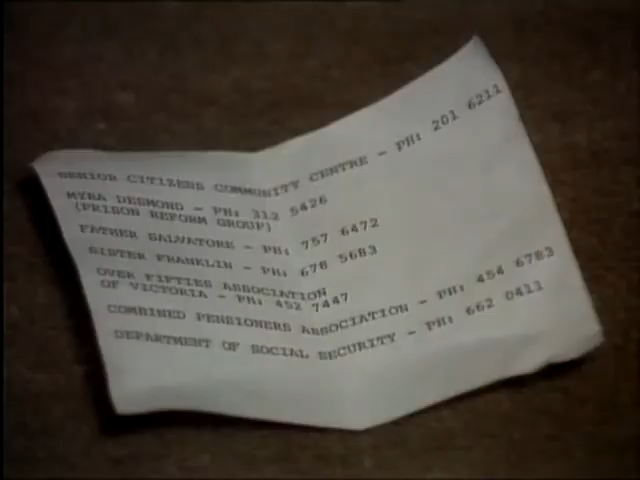 SENIOR CITIZENS COMMUNITY CENTRE - PH: 201 6211
MYRA DESMOND - PH: 312 5426
(PRISON REFORM GROUP)
FATHER SALVATORE - PH: 757 6472
SISTER FRANKLIN - PH: 678 5683
OVER FIFTIES ASSOCIATION
OF VICTORIA - PH: 452 7447
COMBINED PENSIONERS ASSOCIATION - PH: 454 6783
DEPARTMENT OF SOCIAL SECURITY - PH: 662 0411